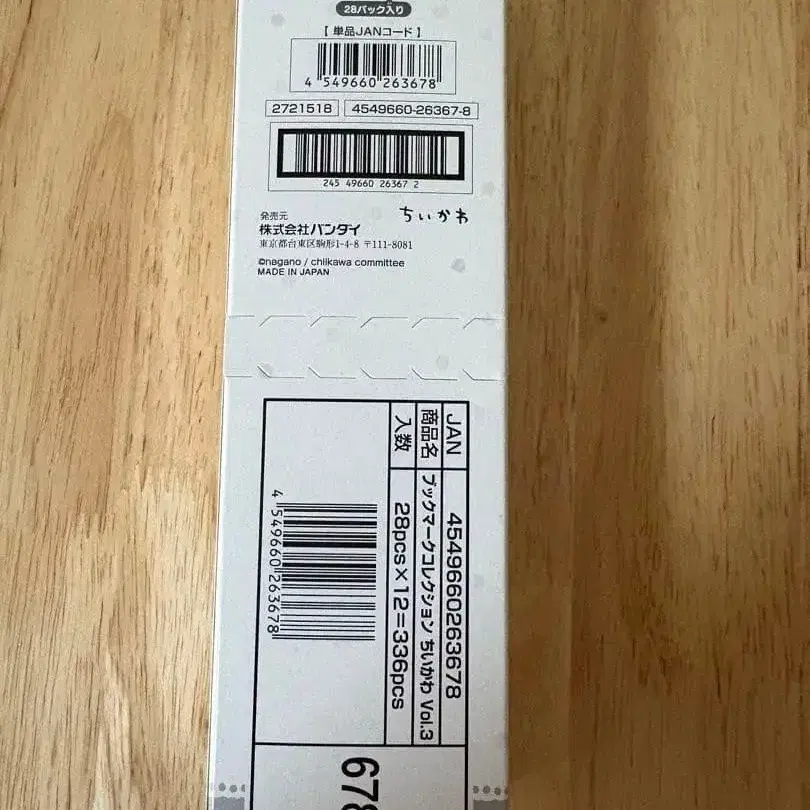 28パック入り
【 単品JANコード 】
4 549660 263678
2721518 4549660-26367-8
245 49660 26367 2
発売元
ちいかわ
株式会社バンダイ
東京都台東区駒形1-4-8 〒111-8081
©nagano / chiikawa committee
MADE IN JAPAN
JAN 4549660263678
商品名 ブックマークコレクション ちいかわ Vol.3
入数 28pcs×12=336pcs
4 549660 263678
678